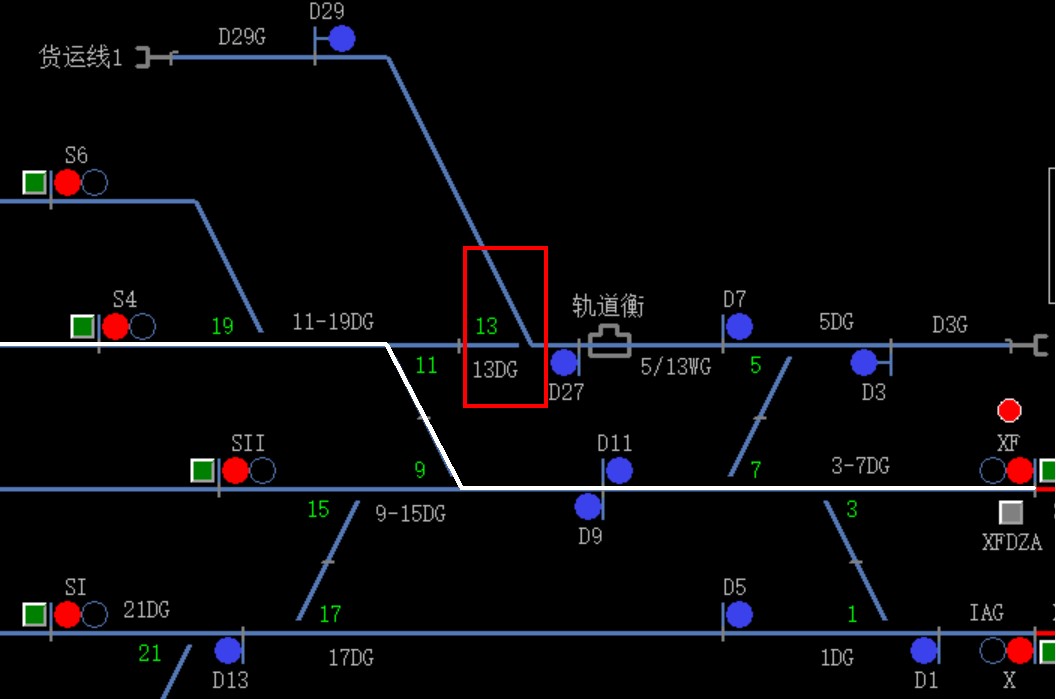 D29
D29G
货运线1
S6
S4
19
11-19DG
13
轨道衡
D7
5DG
D3G
11
13DG
D27
5/13WG
5
D3
SII
9
D11
7
3-7DG
XF
15
9-15DG
D9
3
XFDZA
SI
21DG
17
D5
1
IAG
21
D13
17DG
1DG
D1
X